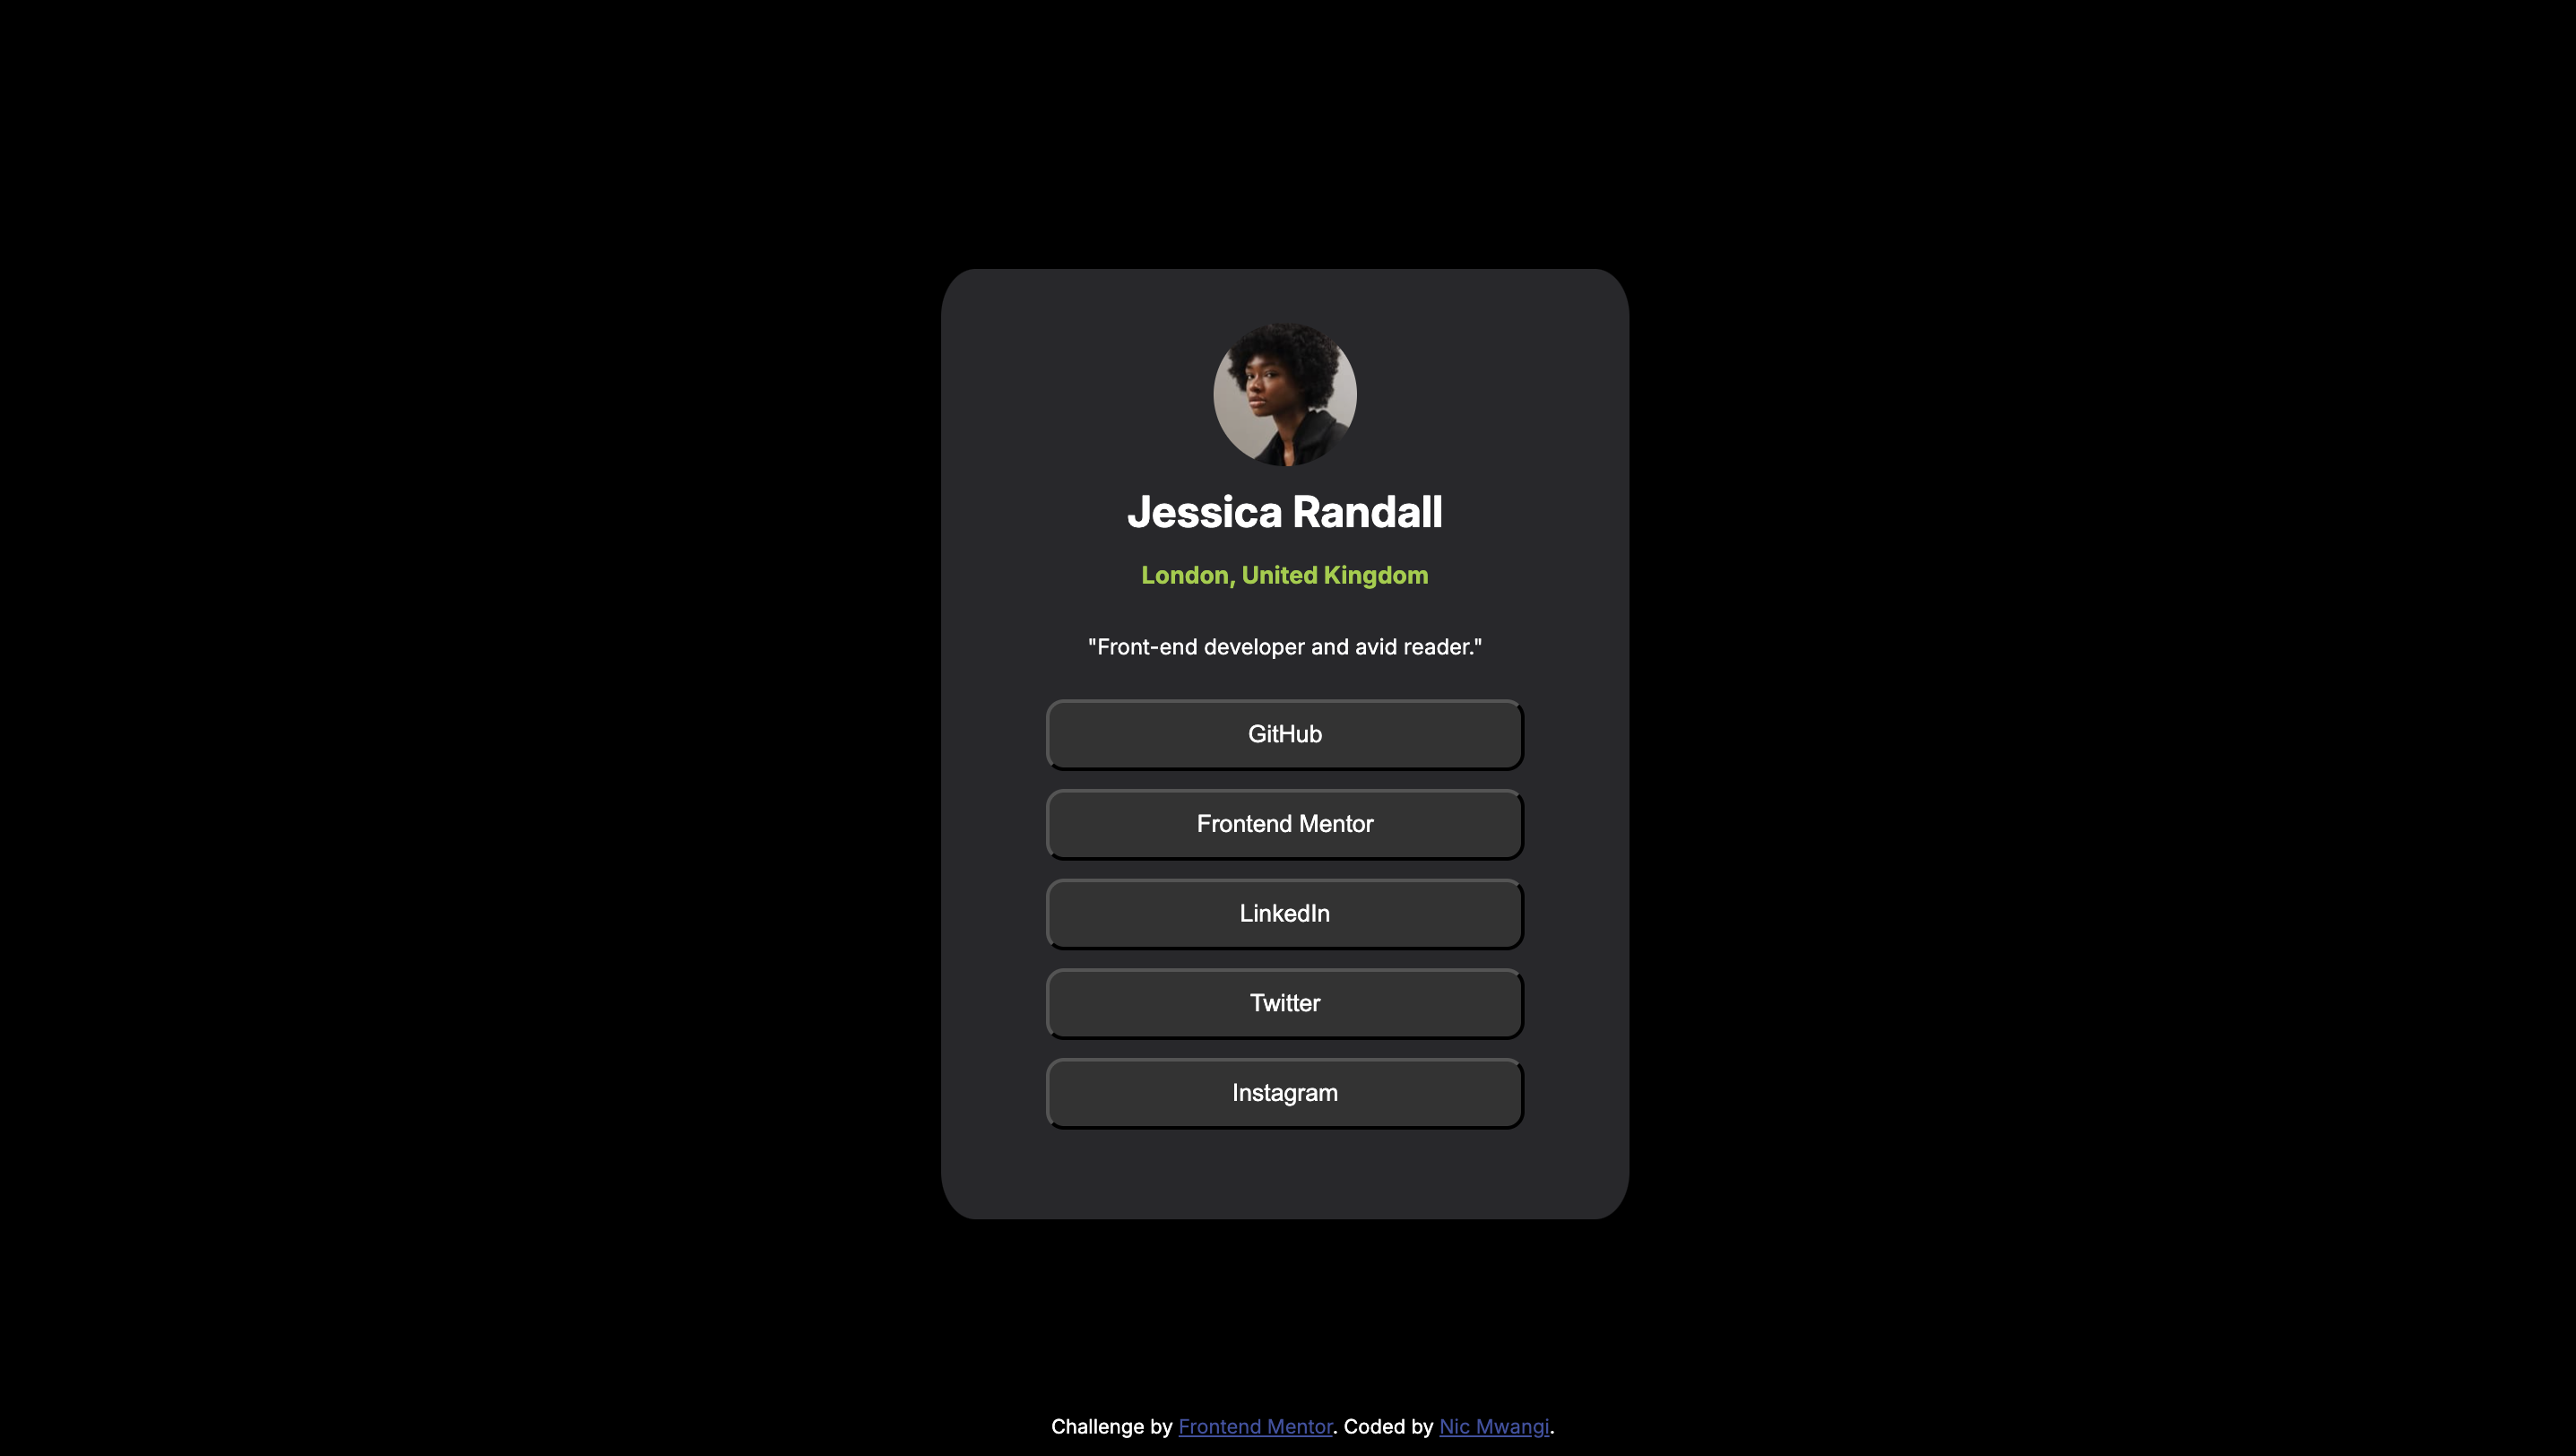 Jessica Randall
London, United Kingdom
"Front-end developer and avid reader."
GitHub
Frontend Mentor
LinkedIn
Twitter
Instagram
Challenge by Frontend Mentor. Coded by Nic Mwangi.